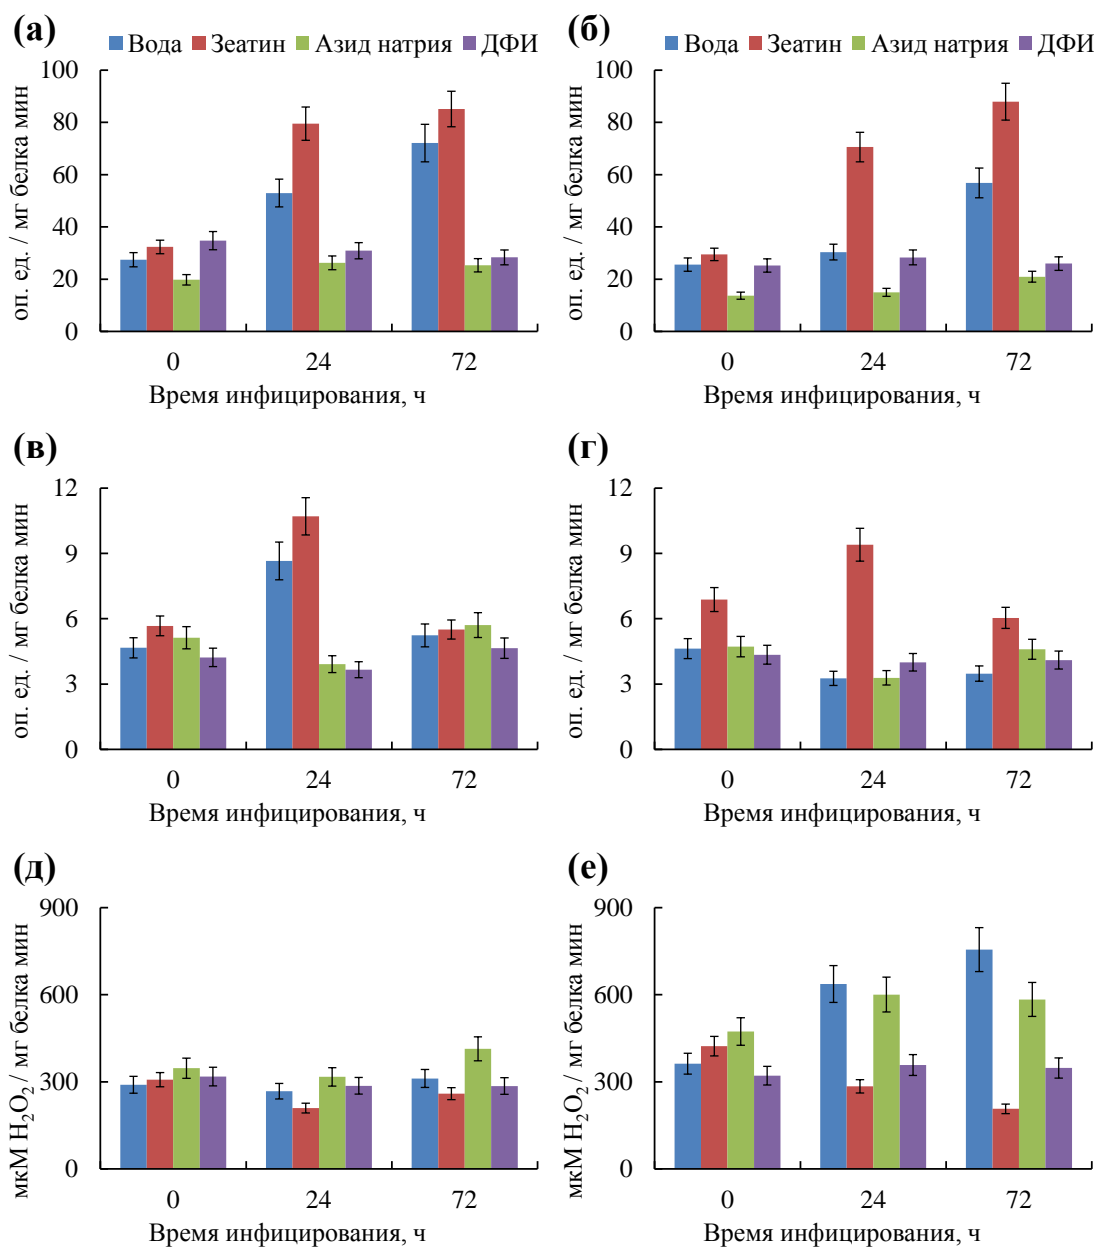 (а)
Вода Зеатин Азид натрия ДФИ
100
80
60
40
20
0
оп. ед. / мг белка мин
0 24 72
Время инфицирования, ч
(б)
Вода Зеатин Азид натрия ДФИ
100
80
60
40
20
0
оп. ед. / мг белка мин
0 24 72
Время инфицирования, ч
(в)
12
9
6
3
0
оп. ед. / мг белка мин
0 24 72
Время инфицирования, ч
(г)
12
9
6
3
0
оп. ед. / мг белка мин
0 24 72
Время инфицирования, ч
(д)
900
600
300
0
мкМ H₂O₂ / мг белка мин
0 24 72
Время инфицирования, ч
(е)
900
600
300
0
мкМ H₂O₂ / мг белка мин
0 24 72
Время инфицирования, ч